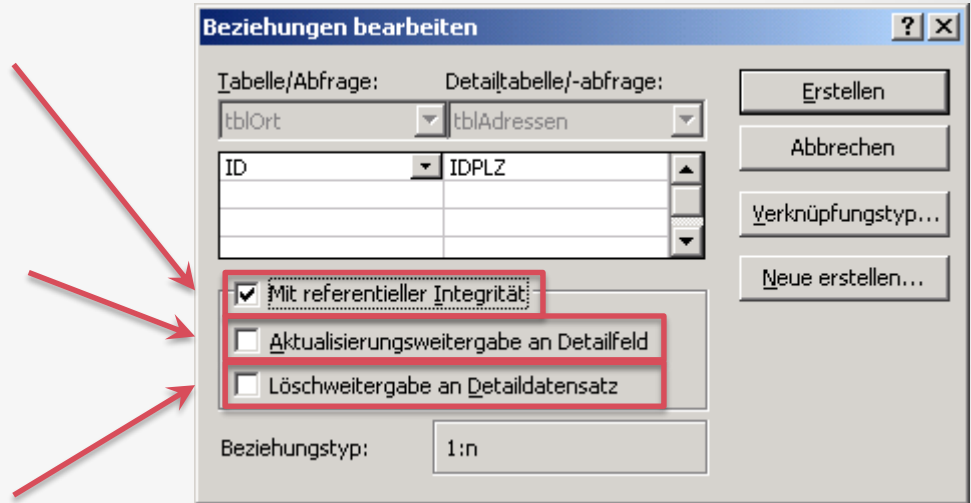 Beziehungen bearbeiten
Tabelle/Abfrage:
Detailtabelle/-abfrage:
tblOrt
tblAdressen
ID
IDPLZ
Mit referentieller Integrität
Aktualisierungsweitergabe an Detailfeld
Löschweitergabe an Detaildatensatz
Beziehungstyp:
1:n
Erstellen
Abbrechen
Verknüpfungstyp...
Neue erstellen...